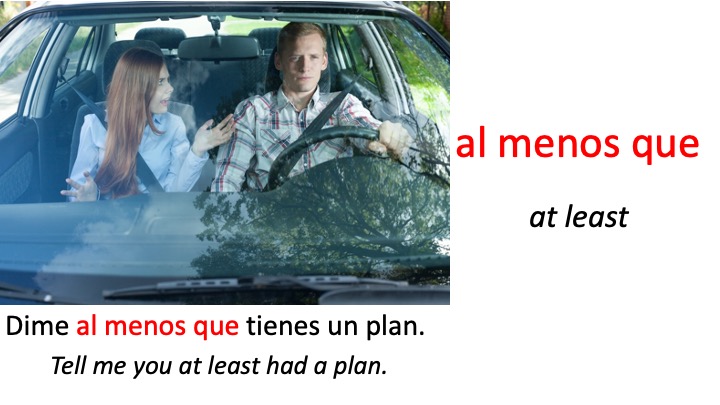 al menos que
at least
Dime al menos que tienes un plan.
Tell me you at least had a plan.